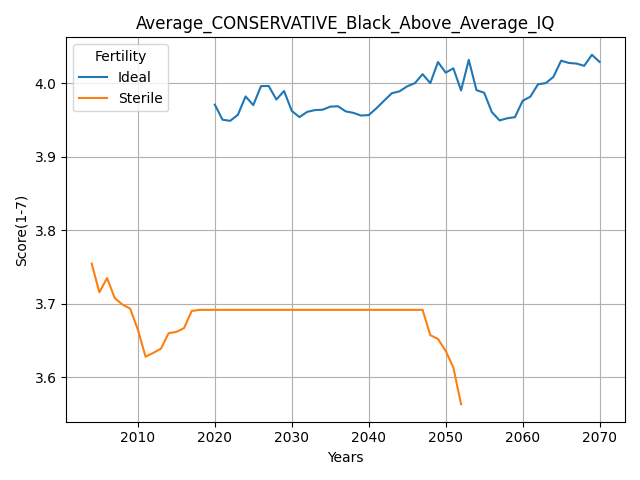 Average_CONSERVATIVE_Black_Above_Average_IQ
Fertility
Ideal
Sterile
Score(1-7)
4.0
3.9
3.8
3.7
3.6
2010 2020 2030 2040 2050 2060 2070
Years